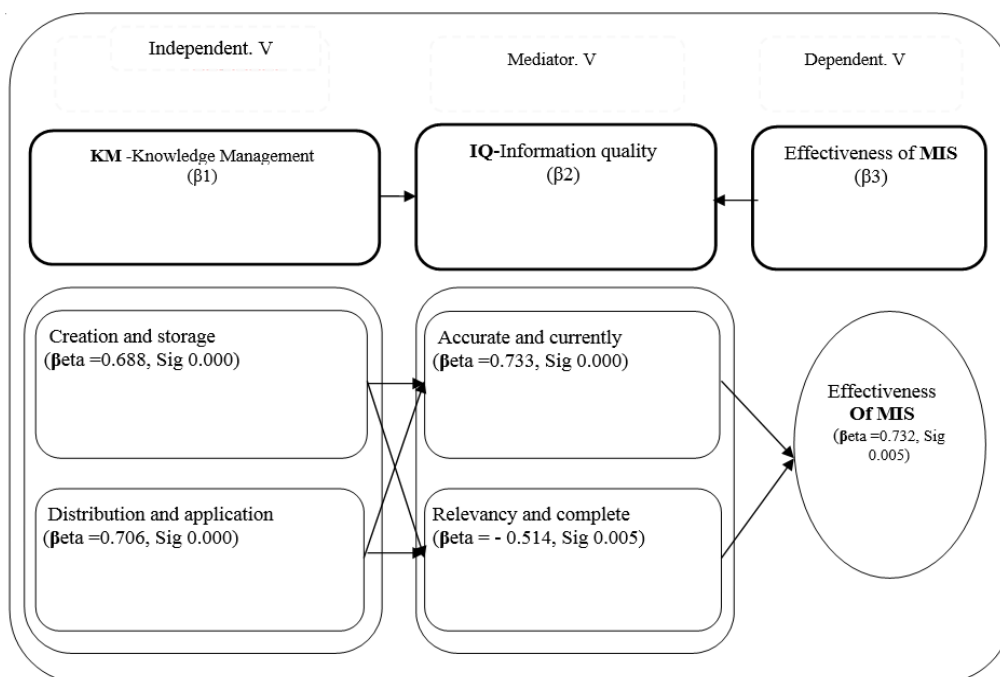 Independent. V
Mediator. V
Dependent. V
KM -Knowledge Management
(β1)
IQ-Information quality
(β2)
Effectiveness of MIS
(β3)
Creation and storage
(βeta =0.688, Sig 0.000)
Accurate and currently
(βeta =0.733, Sig 0.000)
Effectiveness
Of MIS
(βeta =0.732, Sig
0.005)
Distribution and application
(βeta =0.706, Sig 0.000)
Relevancy and complete
(βeta = - 0.514, Sig 0.005)